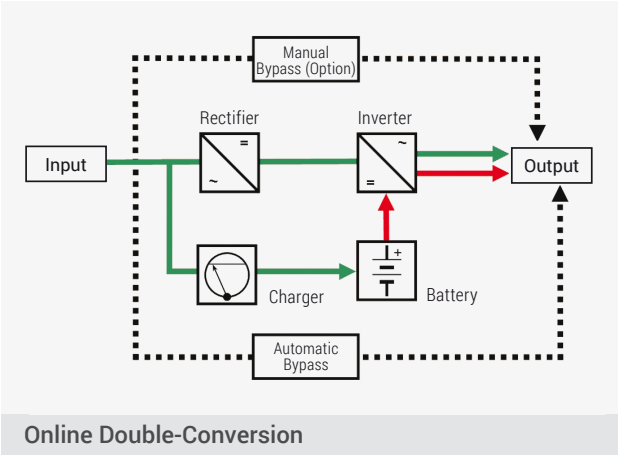 Manual
Bypass (Option)
Rectifier
Inverter
=
~
~
=
Input
Output
+
Charger
Battery
Automatic
Bypass
Online Double-Conversion